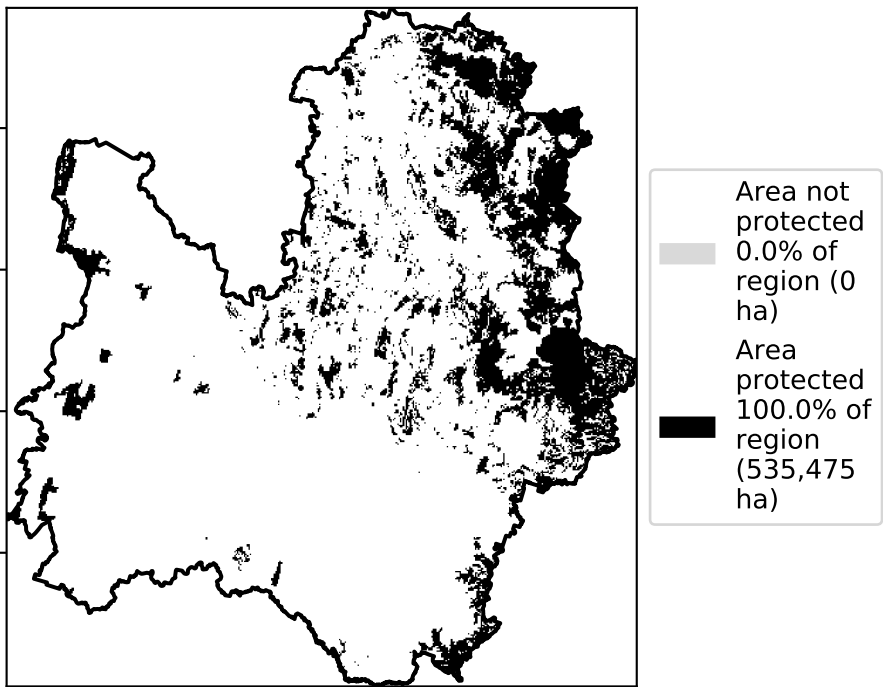 Area not
protected
0.0% of
region (0
ha)
Area
protected
100.0% of
region
(535,475
ha)